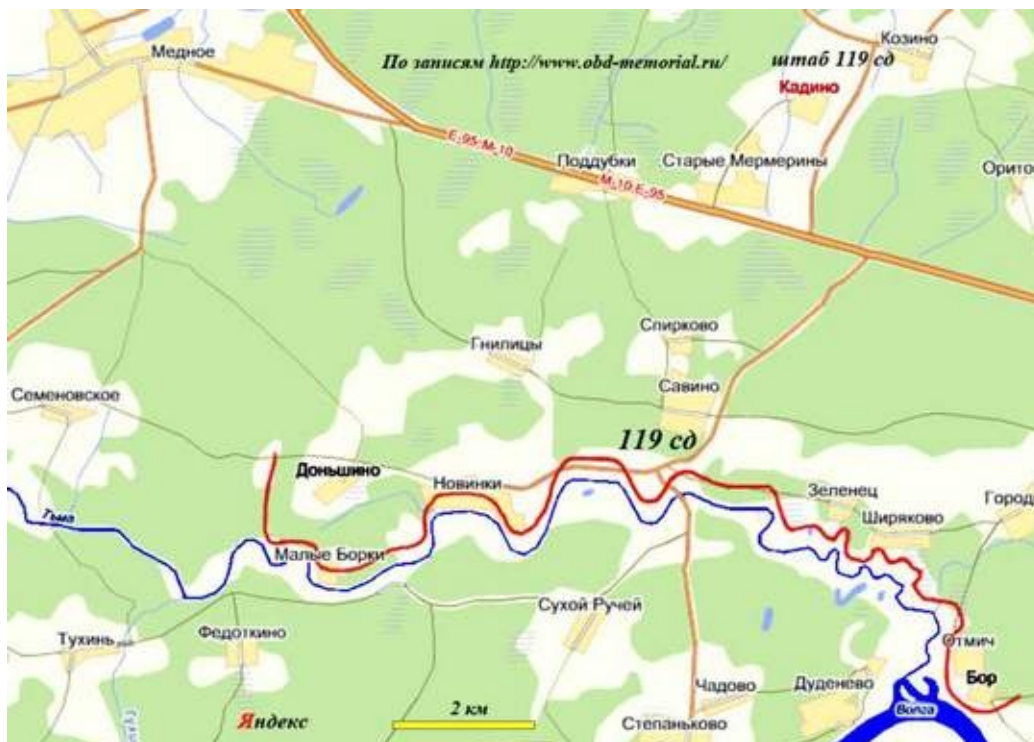 Козино
Медное
По записям http://www.obd-memorial.ru/
штаб 119 сд
Кадино
E-95 M-10
Поддубки
Старые Мермерины
Орито
M-10 E-95
Спирково
Гнилицы
Савино
Семеновское
119 сд
Доньшино
Новинки
Зеленец
Город
Тьма
Ширяково
Малые Борки
Сухой Ручей
Тухинь
Федоткино
Отмич
Чадово
Дуденево
Бор
Волга
2 км
Яндекс
Степаньково